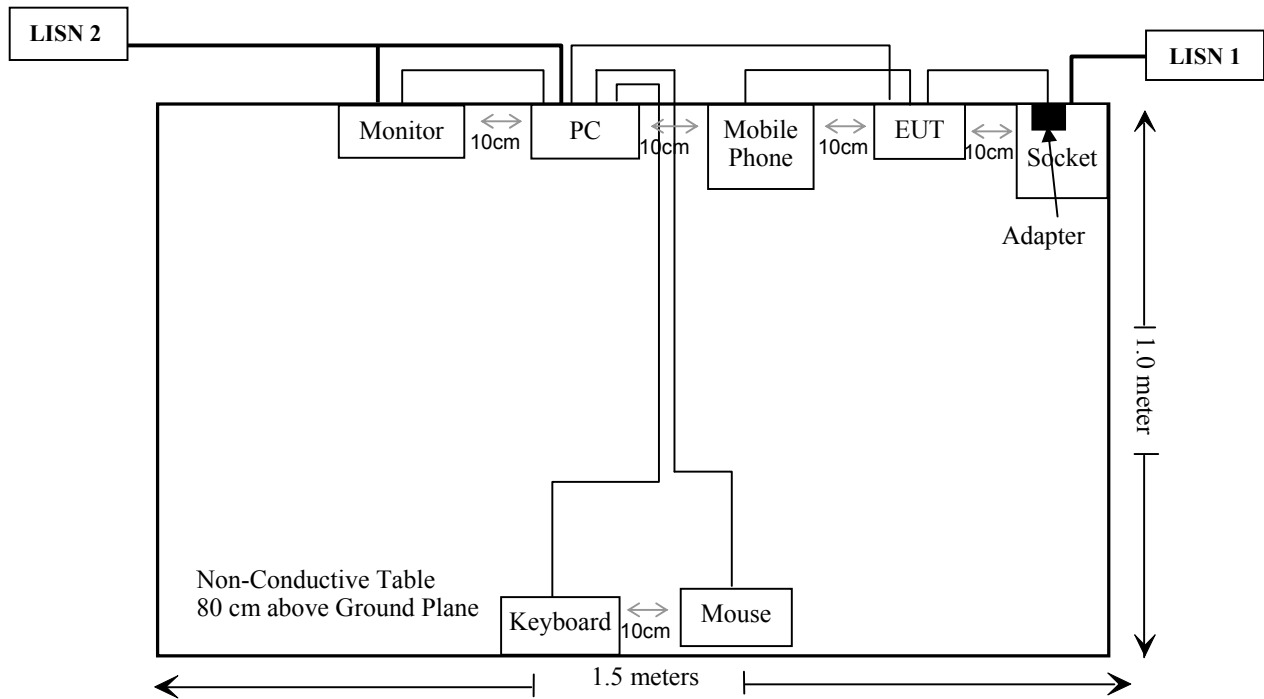 LISN 2
LISN 1
Monitor
10cm
PC
10cm
Mobile
Phone
10cm
EUT
10cm
Socket
Adapter
1.0 meter
Non-Conductive Table
80 cm above Ground Plane
Keyboard
10cm
Mouse
1.5 meters